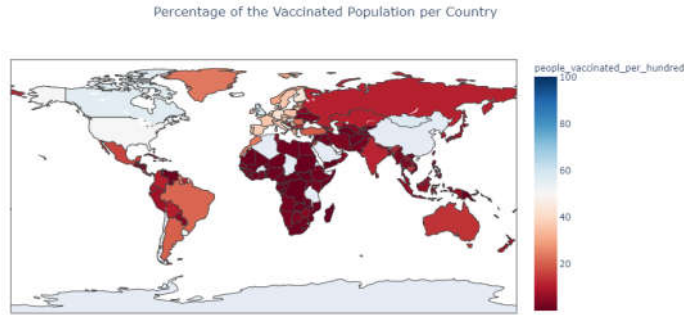 Percentage of the Vaccinated Population per Country
people_vaccinated_per_hundred
100
80
60
40
20